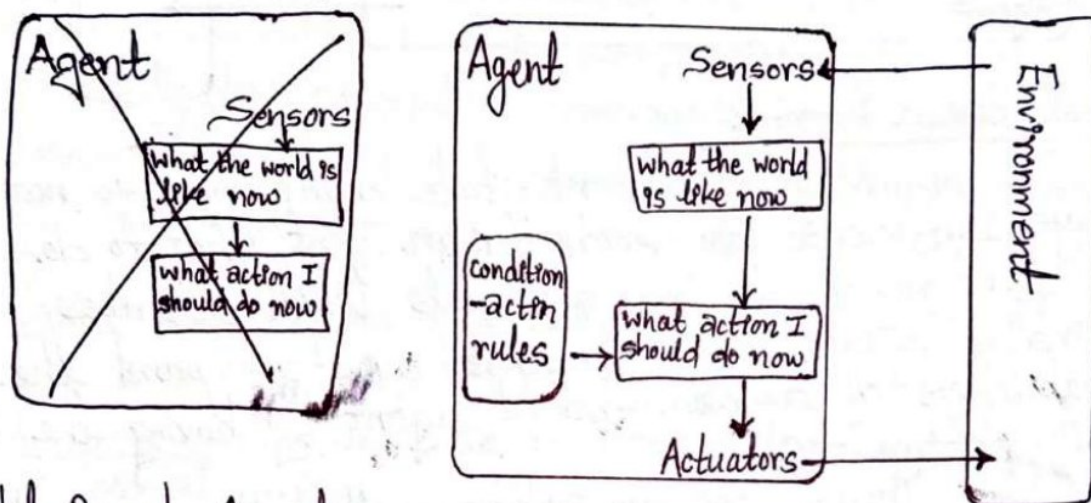 Agent
Sensors
what the world is
like now
what action I
should do now
Agent
Sensors
what the world
is like now
condition
-actin
rules
what action I
should do now
Actuators
Environment